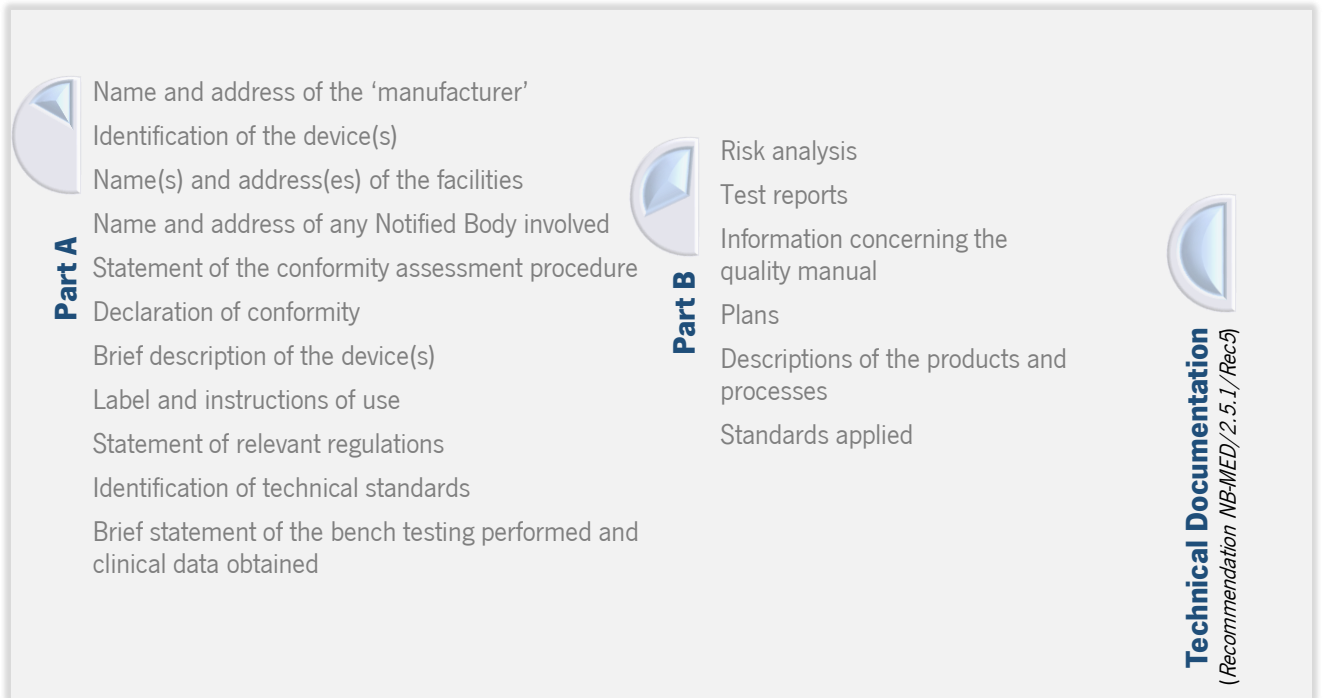 Part A
Name and address of the ‘manufacturer’
Identification of the device(s)
Name(s) and address(es) of the facilities
Name and address of any Notified Body involved
Statement of the conformity assessment procedure
Declaration of conformity
Brief description of the device(s)
Label and instructions of use
Statement of relevant regulations
Identification of technical standards
Brief statement of the bench testing performed and
clinical data obtained
Part B
Risk analysis
Test reports
Information concerning the
quality manual
Plans
Descriptions of the products and
processes
Standards applied
Technical Documentation
(Recommendation NB-MED/2.5.1/Rec5)